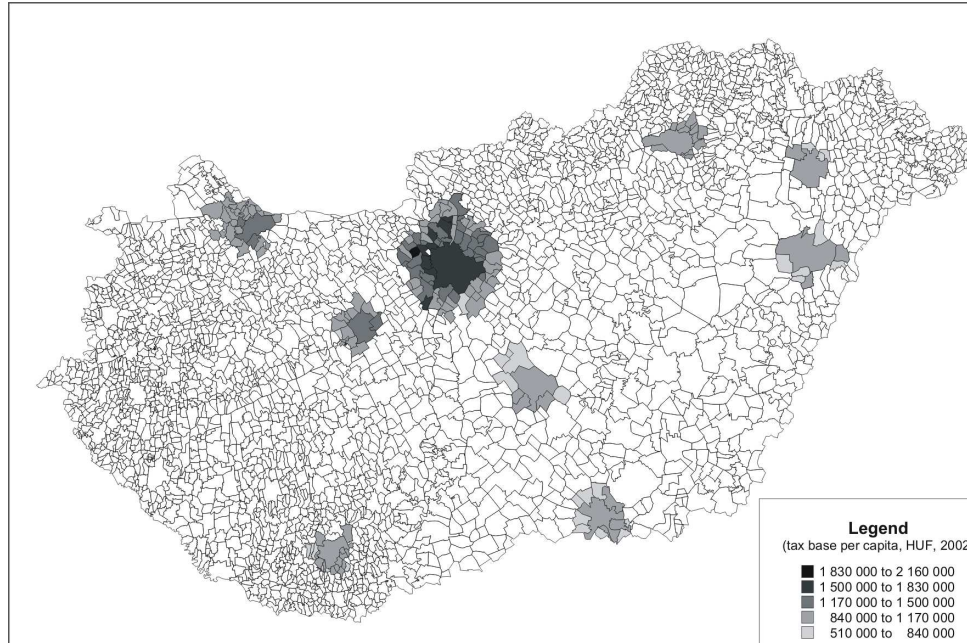 Legend
(tax base per capita, HUF, 2002
1 830 000 to 2 160 000
1 500 000 to 1 830 000
1 170 000 to 1 500 000
840 000 to 1 170 000
510 000 to 840 000